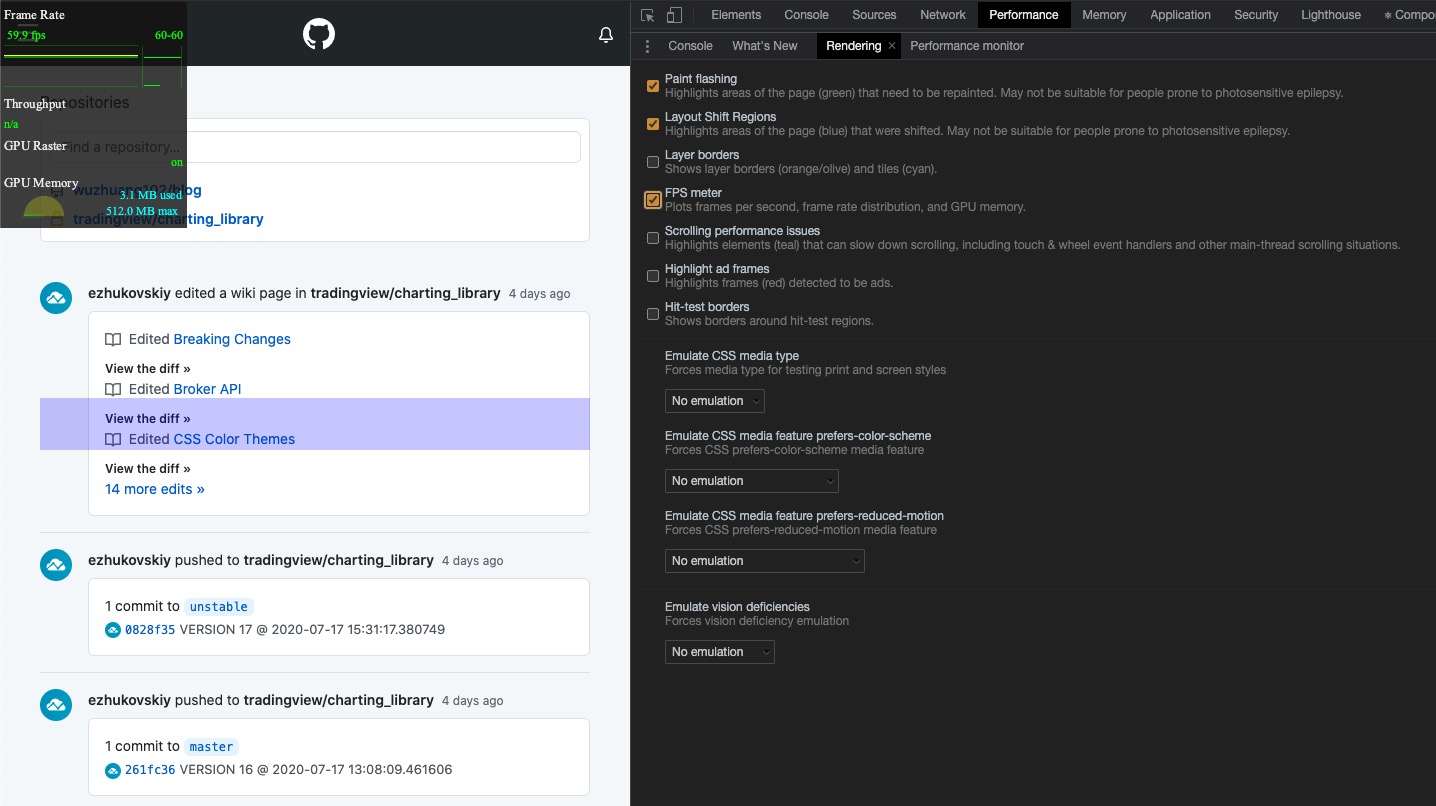 Frame Rate
59.9 fps 60-60
Throughput
n/a
GPU Raster
on
GPU Memory
3.1 MB used
512.0 MB max
Repositories
Find a repository...
wuzhuang102/blog
tradingview/charting_library
ezhukovskiy edited a wiki page in tradingview/charting_library 4 days ago
Edited Breaking Changes
View the diff »
Edited Broker API
View the diff »
Edited CSS Color Themes
View the diff »
14 more edits »
ezhukovskiy pushed to tradingview/charting_library 4 days ago
1 commit to unstable
0828f35 VERSION 17 @ 2020-07-17 15:31:17.380749
ezhukovskiy pushed to tradingview/charting_library 4 days ago
1 commit to master
261fc36 VERSION 16 @ 2020-07-17 13:08:09.461606
Elements Console Sources Network Performance Memory Application Security Lighthouse ⚛ Compo
Console What's New Rendering × Performance monitor
Paint flashing
Highlights areas of the page (green) that need to be repainted. May not be suitable for people prone to photosensitive epilepsy.
Layout Shift Regions
Highlights areas of the page (blue) that were shifted. May not be suitable for people prone to photosensitive epilepsy.
Layer borders
Shows layer borders (orange/olive) and tiles (cyan).
FPS meter
Plots frames per second, frame rate distribution, and GPU memory.
Scrolling performance issues
Highlights elements (teal) that can slow down scrolling, including touch & wheel event handlers and other main-thread scrolling situations.
Highlight ad frames
Highlights frames (red) detected to be ads.
Hit-test borders
Shows borders around hit-test regions.
Emulate CSS media type
Forces media type for testing print and screen styles
No emulation
Emulate CSS media feature prefers-color-scheme
Forces CSS prefers-color-scheme media feature
No emulation
Emulate CSS media feature prefers-reduced-motion
Forces CSS prefers-reduced-motion media feature
No emulation
Emulate vision deficiencies
Forces vision deficiency emulation
No emulation